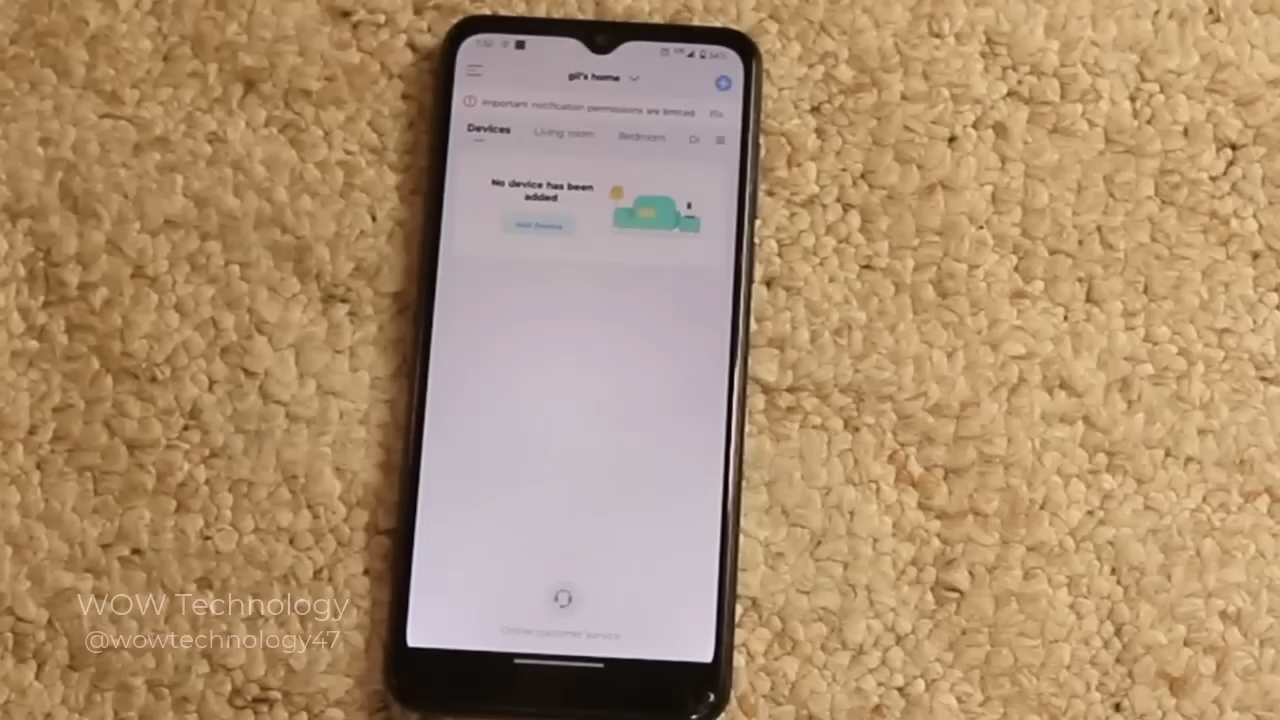 gil's home
Important notification permissions are limited
Devices Living room Bedroom
No device has been
added
Add Device
Online customer service
WOW Technology
@wowtechnology47